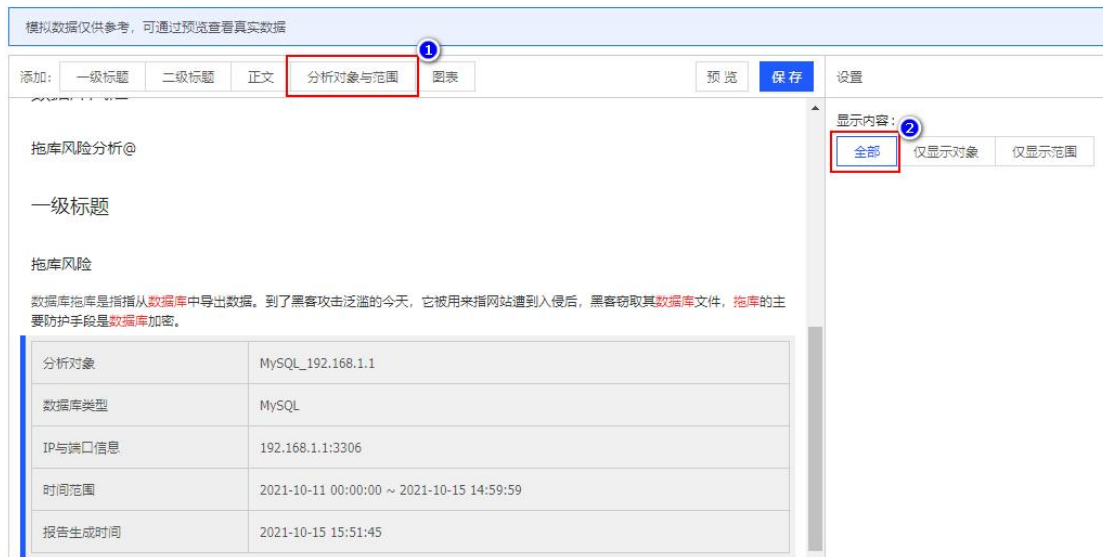 模拟数据仅供参考，可通过预览查看真实数据
1
添加： 一级标题 二级标题 正文 分析对象与范围 图表 预览 保存 设置
显示内容：
2
全部 仅显示对象 仅显示范围
拖库风险分析@
一级标题
拖库风险
数据库拖库是指指从数据库中导出数据。到了黑客攻击泛滥的今天，它被用来指网站遭到入侵后，黑客窃取其数据库文件，拖库的主
要防护手段是数据库加密。
分析对象 MySQL_192.168.1.1
数据库类型 MySQL
IP与端口信息 192.168.1.1:3306
时间范围 2021-10-11 00:00:00 ~ 2021-10-15 14:59:59
报告生成时间 2021-10-15 15:51:45